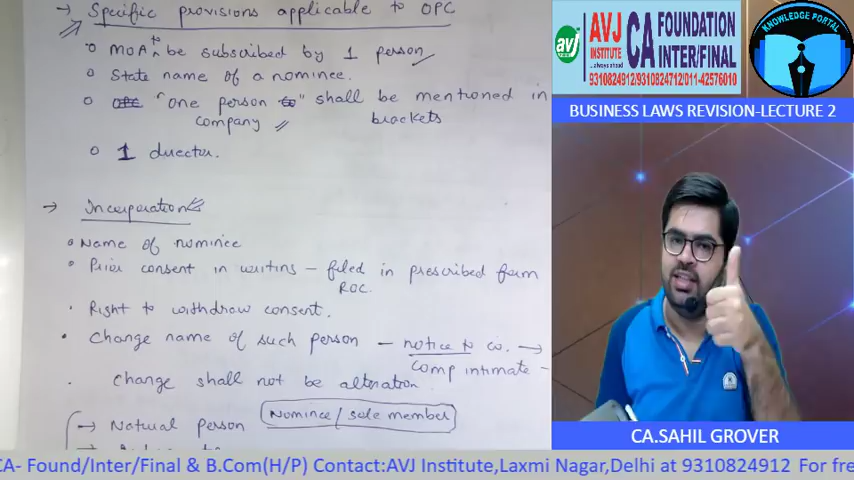 → Specific provisions applicable to OPC
o MOA to be subscribed by 1 person
o State name of a nominee.
o "One person
company" shall be mentioned in
brackets
o 1 director.
→ Incorporation
o Name of nominee
o Prior consent in writing – filed in prescribed form
ROC.
. Right to withdraw consent.
. Change name of such person – notice to co. →
Comp intimate –
. Change shall not be alteration.
→ Natural person
Nominee / sole member
avj
AVJ
INSTITUTE
...always ahead
CA FOUNDATION
INTER/FINAL
9310824912/9310824712/011-42576010
KNOWLEDGE PORTAL
BUSINESS LAWS REVISION-LECTURE 2
CA.SAHIL GROVER
CA- Found/Inter/Final & B.Com(H/P) Contact:AVJ Institute,Laxmi Nagar,Delhi at 9310824912 For fre